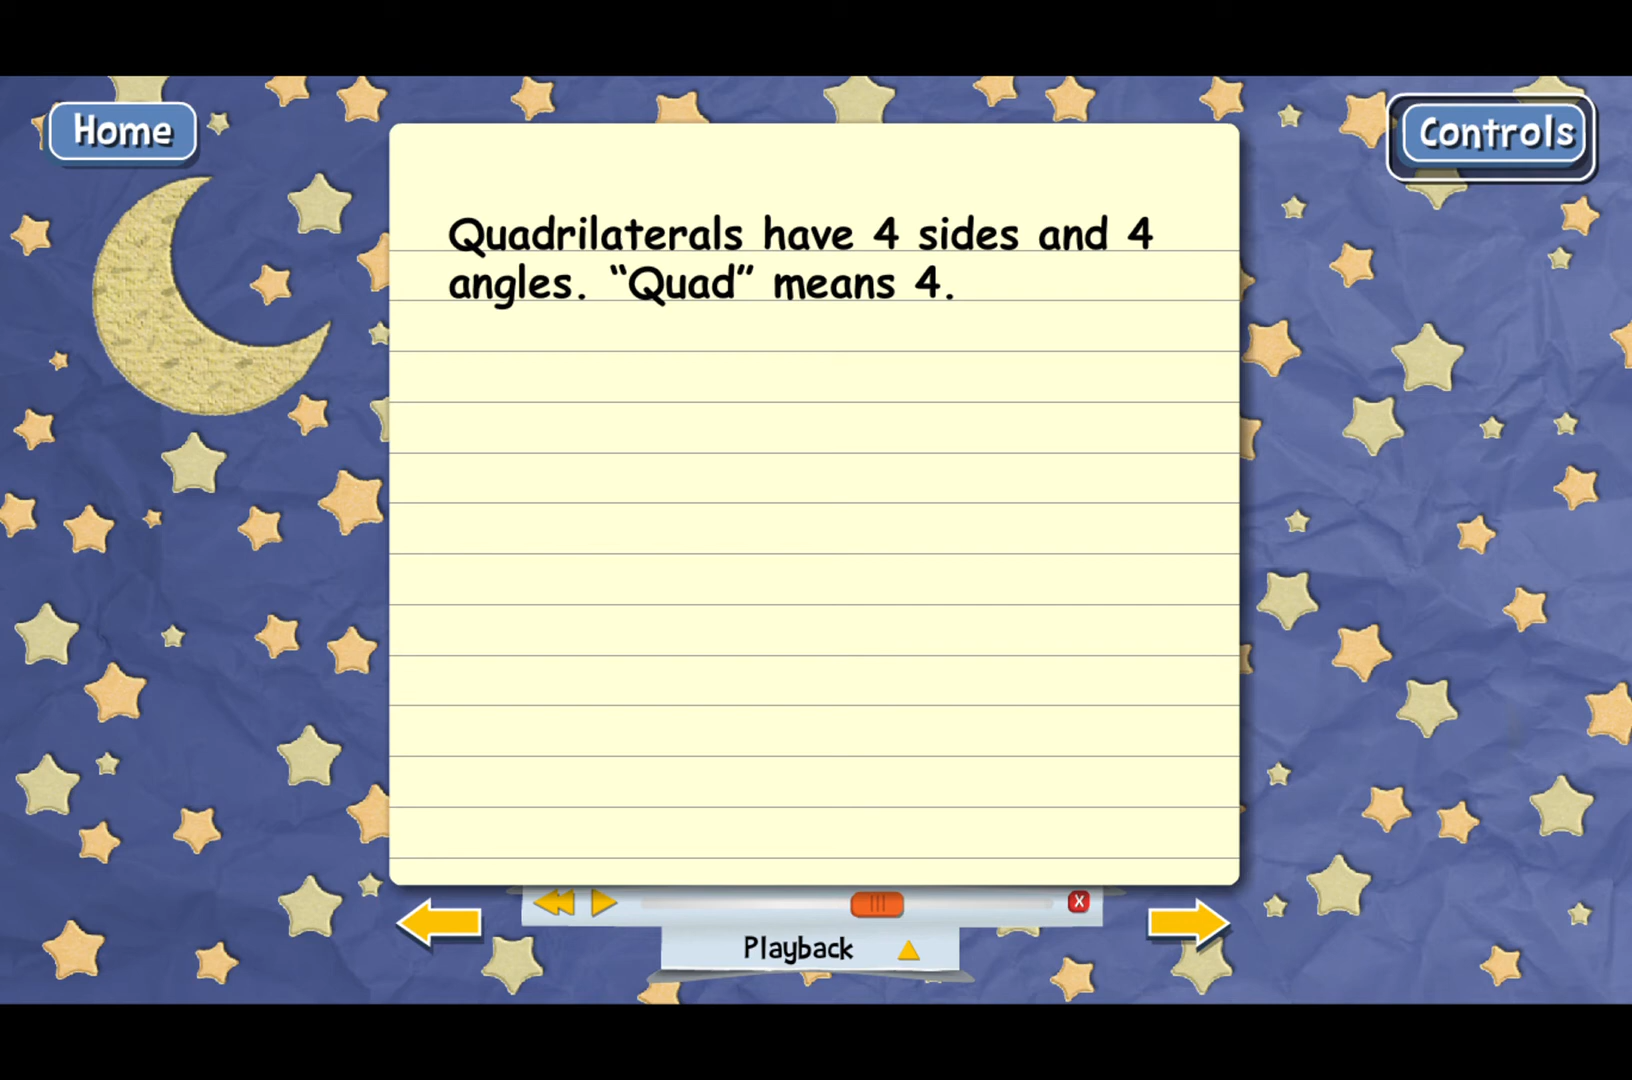 Home
Controls
Quadrilaterals have 4 sides and 4
angles. “Quad” means 4.
X
Playback